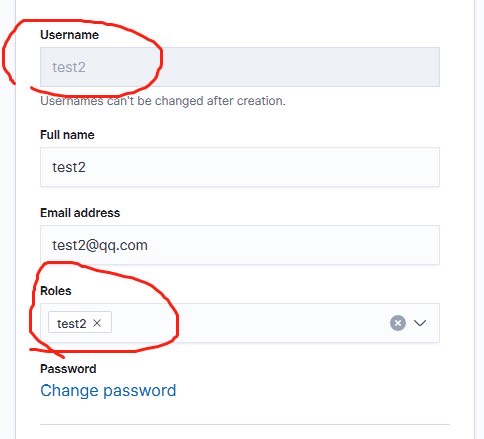 Username
test2
Usernames can't be changed after creation.
Full name
test2
Email address
test2@qq.com
Roles
test2
Password
Change password